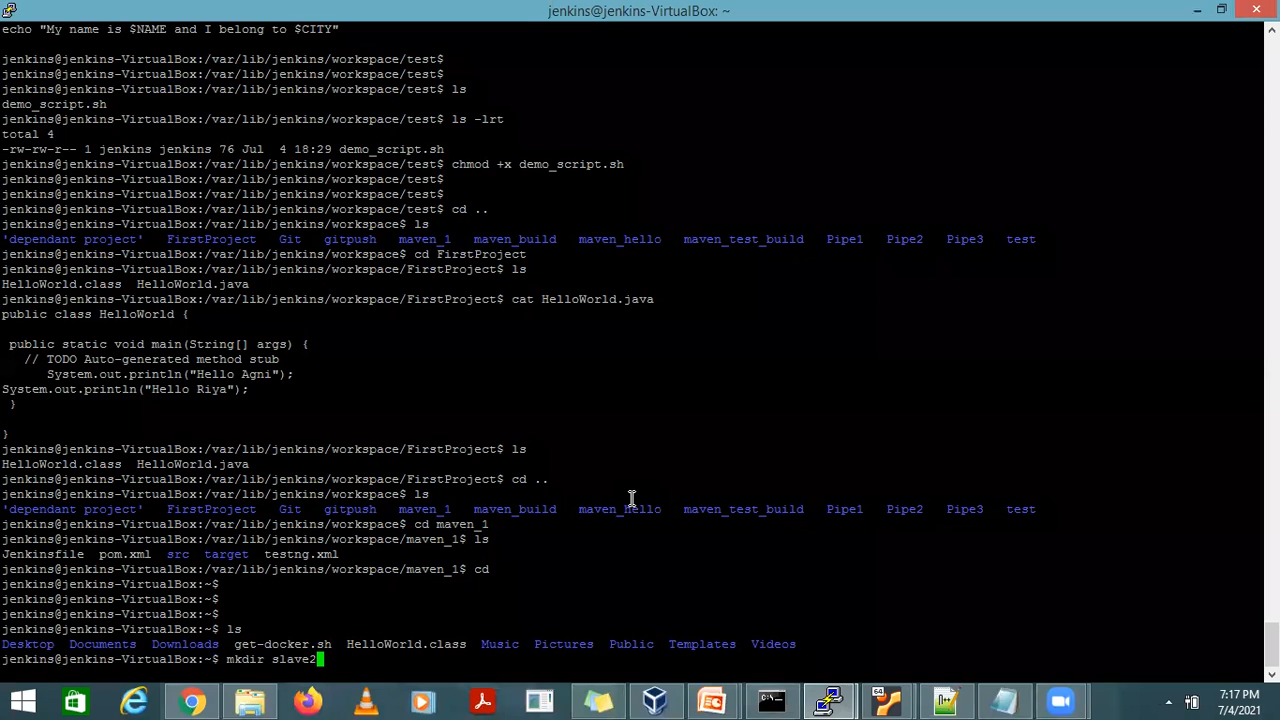 jenkins@jenkins-VirtualBox: ~
echo "My name is $NAME and I belong to $CITY"
jenkins@jenkins-VirtualBox:/var/lib/jenkins/workspace/test$
jenkins@jenkins-VirtualBox:/var/lib/jenkins/workspace/test$
jenkins@jenkins-VirtualBox:/var/lib/jenkins/workspace/test$ ls
demo_script.sh
jenkins@jenkins-VirtualBox:/var/lib/jenkins/workspace/test$ ls -lrt
total 4
-rw-rw-r-- 1 jenkins jenkins 76 Jul  4 18:29 demo_script.sh
jenkins@jenkins-VirtualBox:/var/lib/jenkins/workspace/test$ chmod +x demo_script.sh
jenkins@jenkins-VirtualBox:/var/lib/jenkins/workspace/test$
jenkins@jenkins-VirtualBox:/var/lib/jenkins/workspace/test$
jenkins@jenkins-VirtualBox:/var/lib/jenkins/workspace/test$ cd ..
jenkins@jenkins-VirtualBox:/var/lib/jenkins/workspace$ ls
'dependant project'   FirstProject   Git   gitpush   maven_1   maven_build   maven_hello   maven_test_build   Pipe1   Pipe2   Pipe3   test
jenkins@jenkins-VirtualBox:/var/lib/jenkins/workspace$ cd FirstProject
jenkins@jenkins-VirtualBox:/var/lib/jenkins/workspace/FirstProject$ ls
HelloWorld.class  HelloWorld.java
jenkins@jenkins-VirtualBox:/var/lib/jenkins/workspace/FirstProject$ cat HelloWorld.java
public class HelloWorld {
public static void main(String[] args) {
// TODO Auto-generated method stub
System.out.println("Hello Agni");
System.out.println("Hello Riya");
}
}
jenkins@jenkins-VirtualBox:/var/lib/jenkins/workspace/FirstProject$ ls
HelloWorld.class  HelloWorld.java
jenkins@jenkins-VirtualBox:/var/lib/jenkins/workspace/FirstProject$ cd ..
jenkins@jenkins-VirtualBox:/var/lib/jenkins/workspace$ ls
'dependant project'   FirstProject   Git   gitpush   maven_1   maven_build   maven_hello   maven_test_build   Pipe1   Pipe2   Pipe3   test
jenkins@jenkins-VirtualBox:/var/lib/jenkins/workspace$ cd maven_1
jenkins@jenkins-VirtualBox:/var/lib/jenkins/workspace/maven_1$ ls
Jenkinsfile  pom.xml  src  target  testng.xml
jenkins@jenkins-VirtualBox:/var/lib/jenkins/workspace/maven_1$ cd
jenkins@jenkins-VirtualBox:~$
jenkins@jenkins-VirtualBox:~$
jenkins@jenkins-VirtualBox:~$
jenkins@jenkins-VirtualBox:~$ ls
Desktop  Documents  Downloads  get-docker.sh  HelloWorld.class  Music  Pictures  Public  Templates  Videos
jenkins@jenkins-VirtualBox:~$ mkdir slave2
64
7:17 PM
7/4/2021